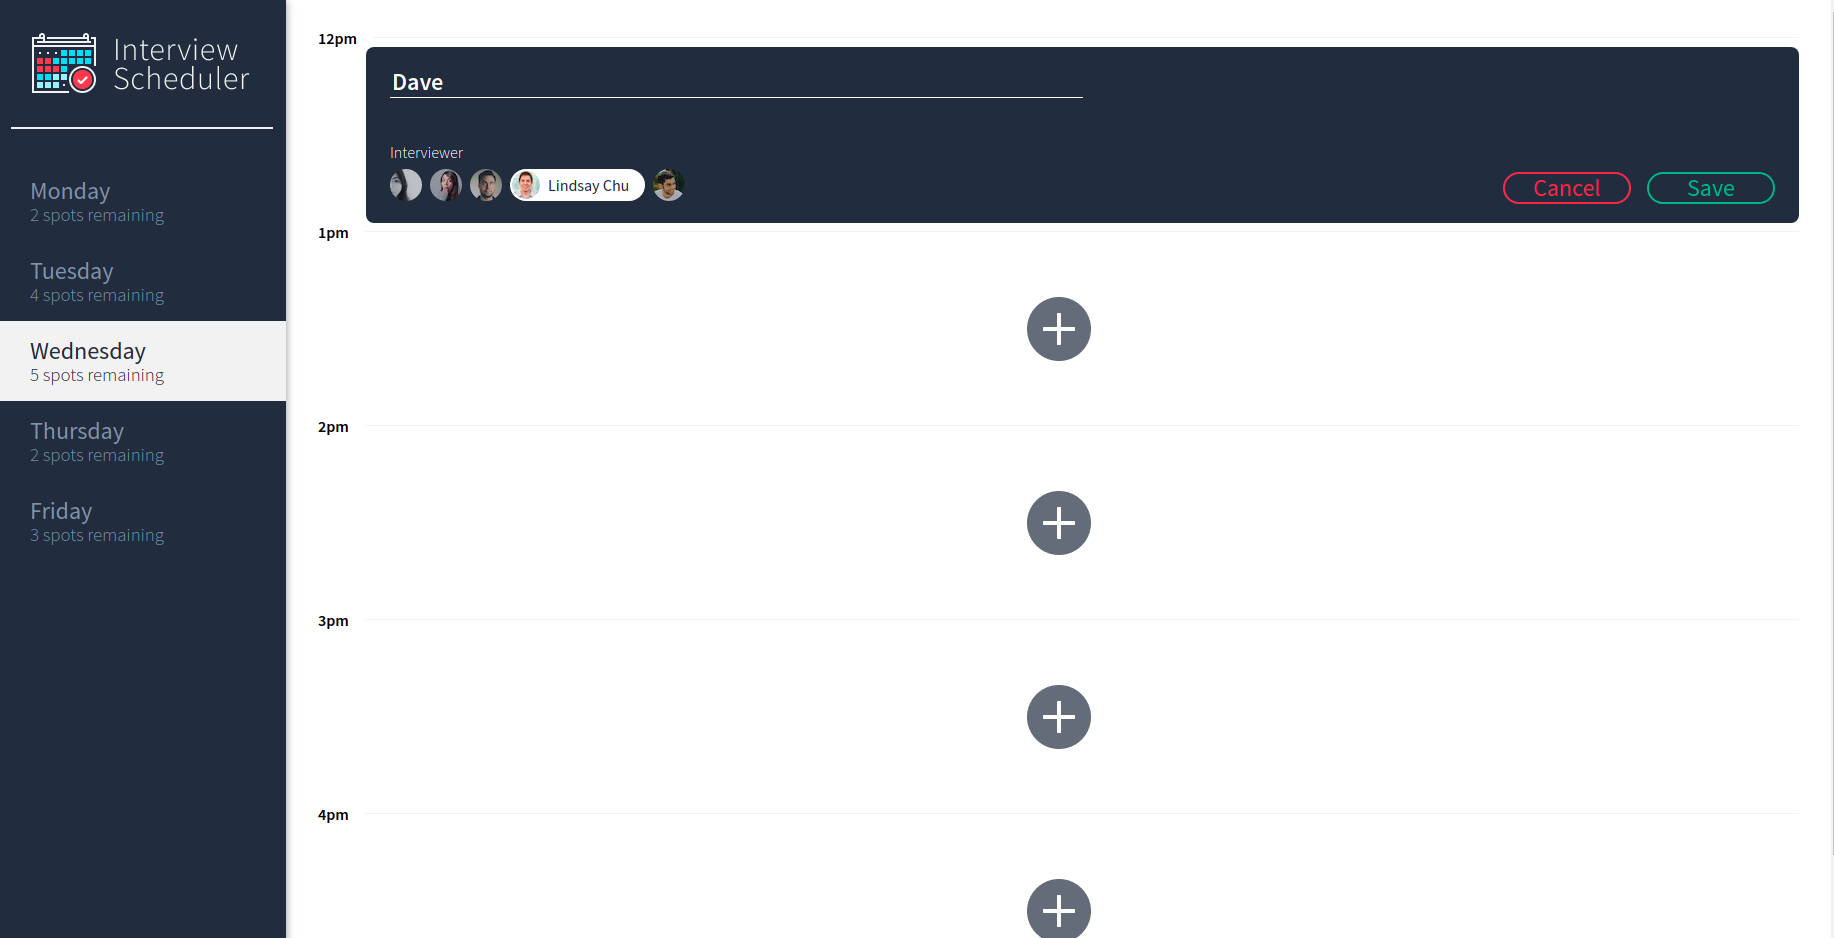 Interview
Scheduler
Monday
2 spots remaining
Tuesday
4 spots remaining
Wednesday
5 spots remaining
Thursday
2 spots remaining
Friday
3 spots remaining
12pm
Dave
Interviewer
Lindsay Chu
Cancel
Save
1pm
2pm
3pm
4pm